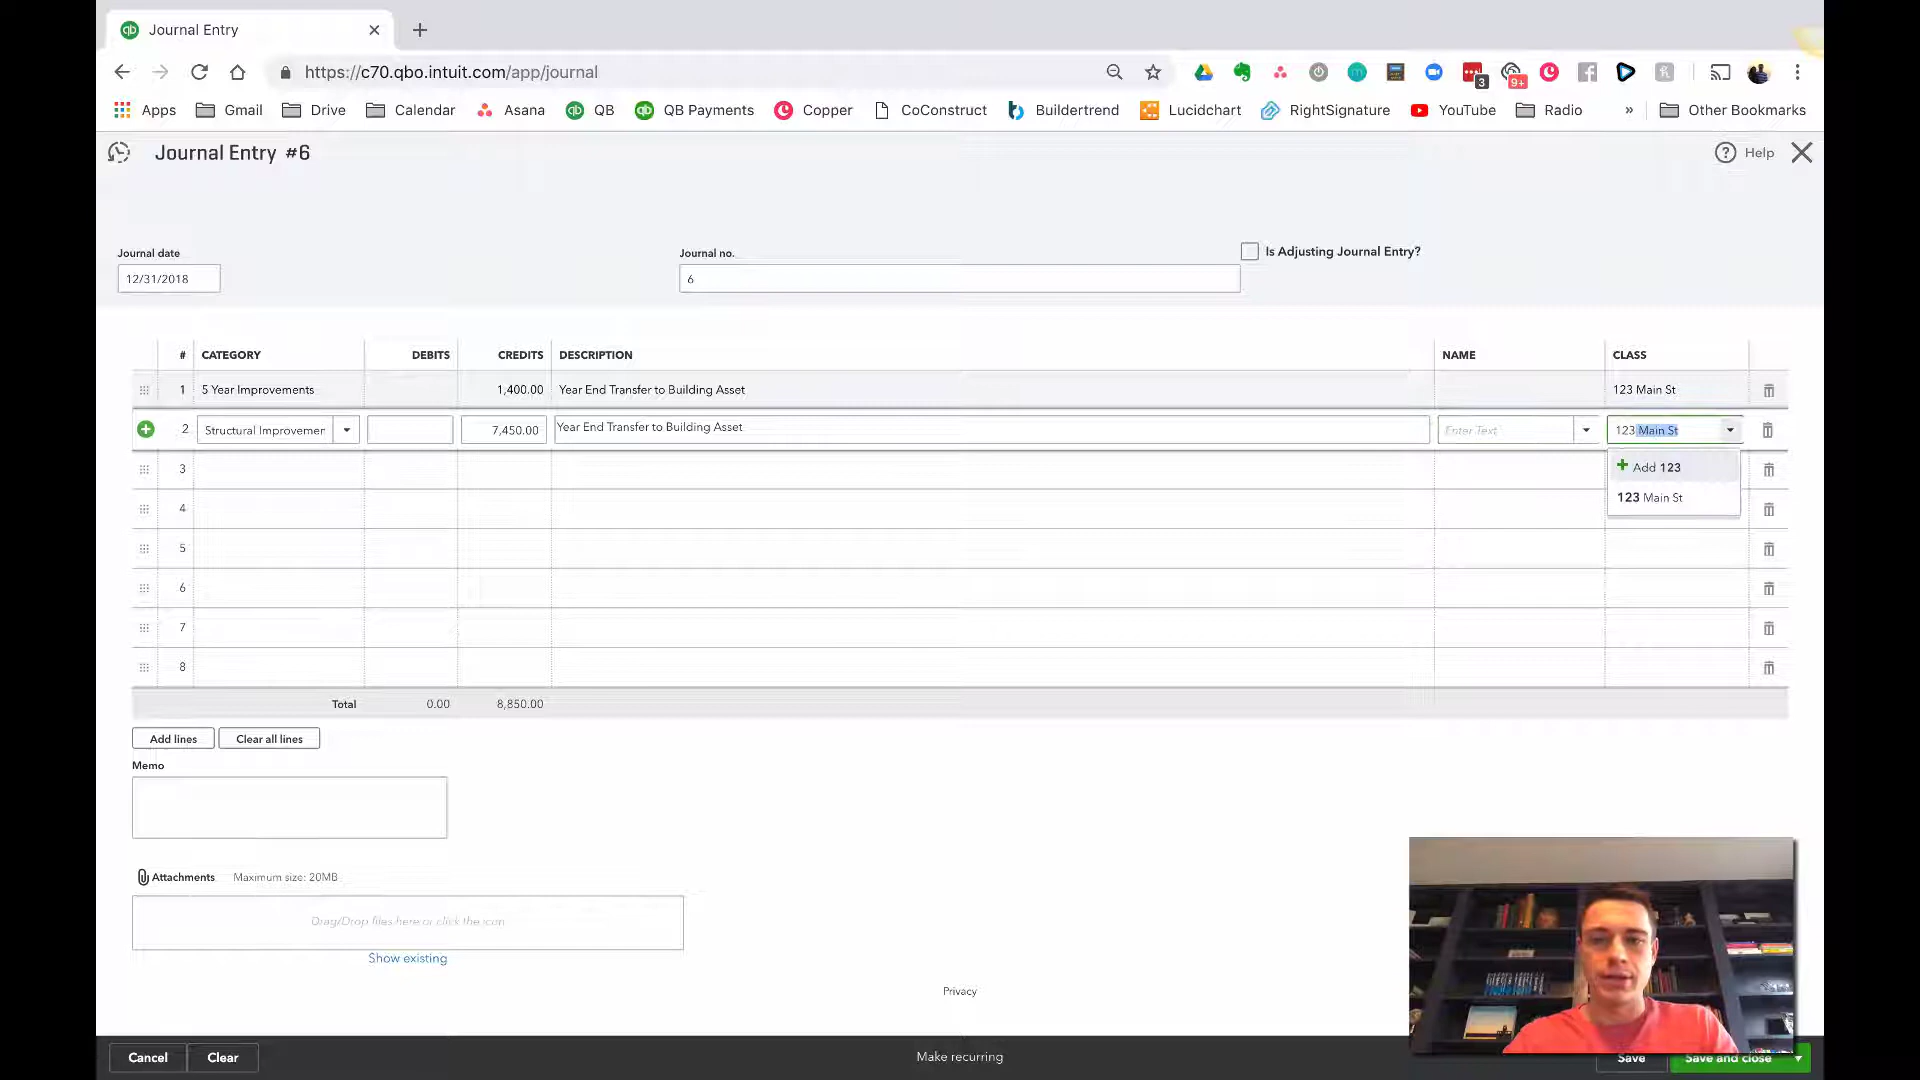 Journal Entry
https://c70.qbo.intuit.com/app/journal
3
9+
Apps Gmail Drive Calendar Asana QB QB Payments Copper CoConstruct Buildertrend Lucidchart RightSignature YouTube Radio » Other Bookmarks
Journal Entry #6
Help
Journal date
12/31/2018
Journal no.
6
Is Adjusting Journal Entry?
# CATEGORY DEBITS CREDITS DESCRIPTION NAME CLASS
1 5 Year Improvements 1,400.00 Year End Transfer to Building Asset 123 Main St
2 Structural Improvemen 7,450.00 Year End Transfer to Building Asset Enter Text 123 Main St
Add 123
123 Main St
3
4
5
6
7
8
Total 0.00 8,850.00
Add lines Clear all lines
Memo
Attachments Maximum size: 20MB
Drag/Drop files here or click the icon
Show existing
Privacy
Cancel Clear Make recurring Save Save and close